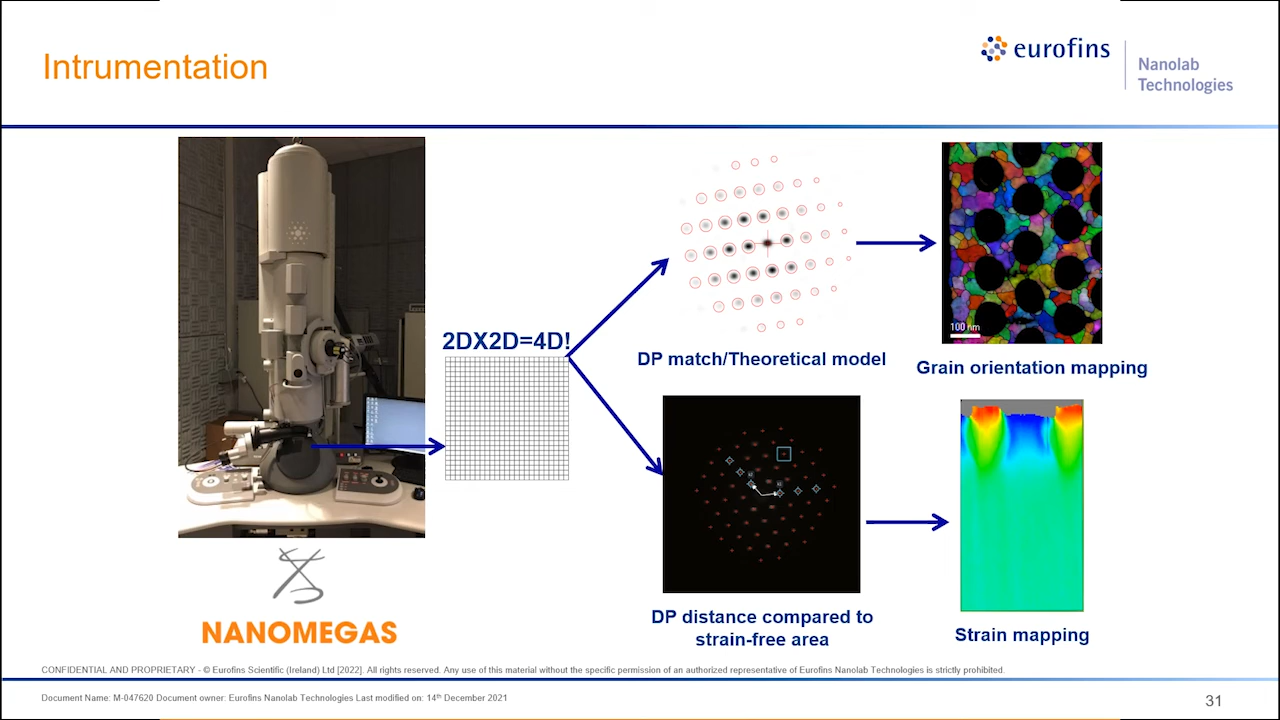 Intrumentation
eurofins
Nanolab
Technologies
2DX2D=4D!
DP match/Theoretical model
100 nm
Grain orientation mapping
DP distance compared to
strain-free area
Strain mapping
NANOMEGAS
CONFIDENTIAL AND PROPRIETARY - © Eurofins Scientific (Ireland) Ltd [2022]. All rights reserved. Any use of this material without the specific permission of an authorized representative of Eurofins Nanolab Technologies is strictly prohibited.
Document Name: M-047620 Document owner: Eurofins Nanolab Technologies Last modified on: 14th December 2021
31